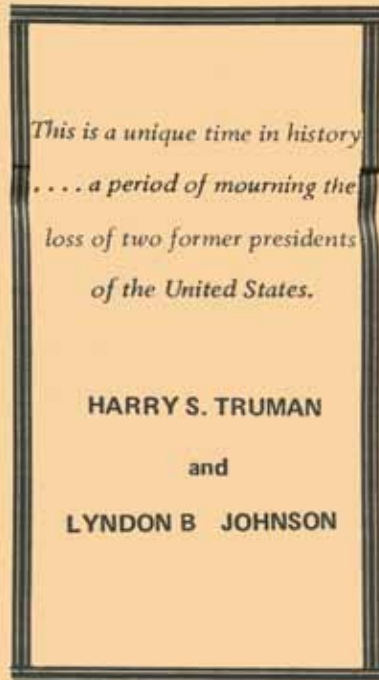 This is a unique time in history
. . . . a period of mourning the
loss of two former presidents
of the United States.
HARRY S. TRUMAN
and
LYNDON B JOHNSON